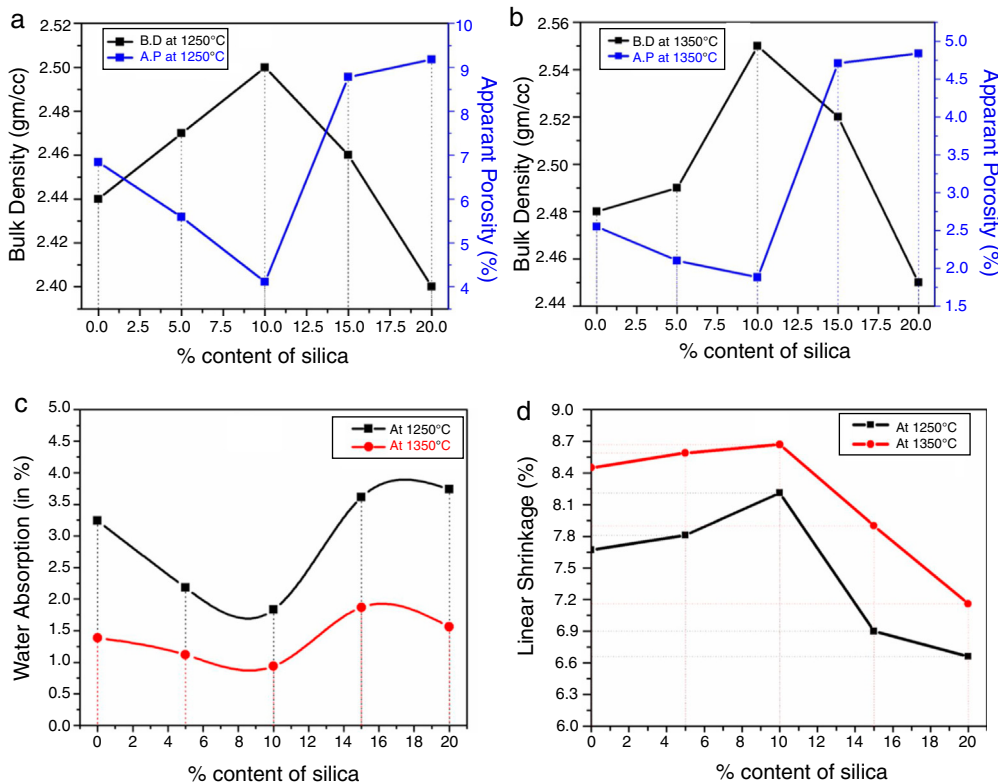 a
2.52
2.50
2.48
2.46
2.44
2.42
2.40
Bulk Density (gm/cc)
B.D at 1250°C
A.P at 1250°C
10
9
8
7
6
5
4
Apparant Porosity (%)
0.0 2.5 5.0 7.5 10.0 12.5 15.0 17.5 20.0
% content of silica
b
2.56
2.54
2.52
2.50
2.48
2.46
2.44
Bulk Density (gm/cc)
B.D at 1350°C
A.P at 1350°C
5.0
4.5
4.0
3.5
3.0
2.5
2.0
1.5
Apparant Porosity (%)
0.0 2.5 5.0 7.5 10.0 12.5 15.0 17.5 20.0
% content of silica
c
5.0
4.5
4.0
3.5
3.0
2.5
2.0
1.5
1.0
0.5
0.0
Water Absorption (in %)
At 1250°C
At 1350°C
0 2 4 6 8 10 12 14 16 18 20
% content of silica
d
9.0
8.7
8.4
8.1
7.8
7.5
7.2
6.9
6.6
6.3
6.0
Linear Shrinkage (%)
At 1250°C
At 1350°C
0 2 4 6 8 10 12 14 16 18 20
% content of silica